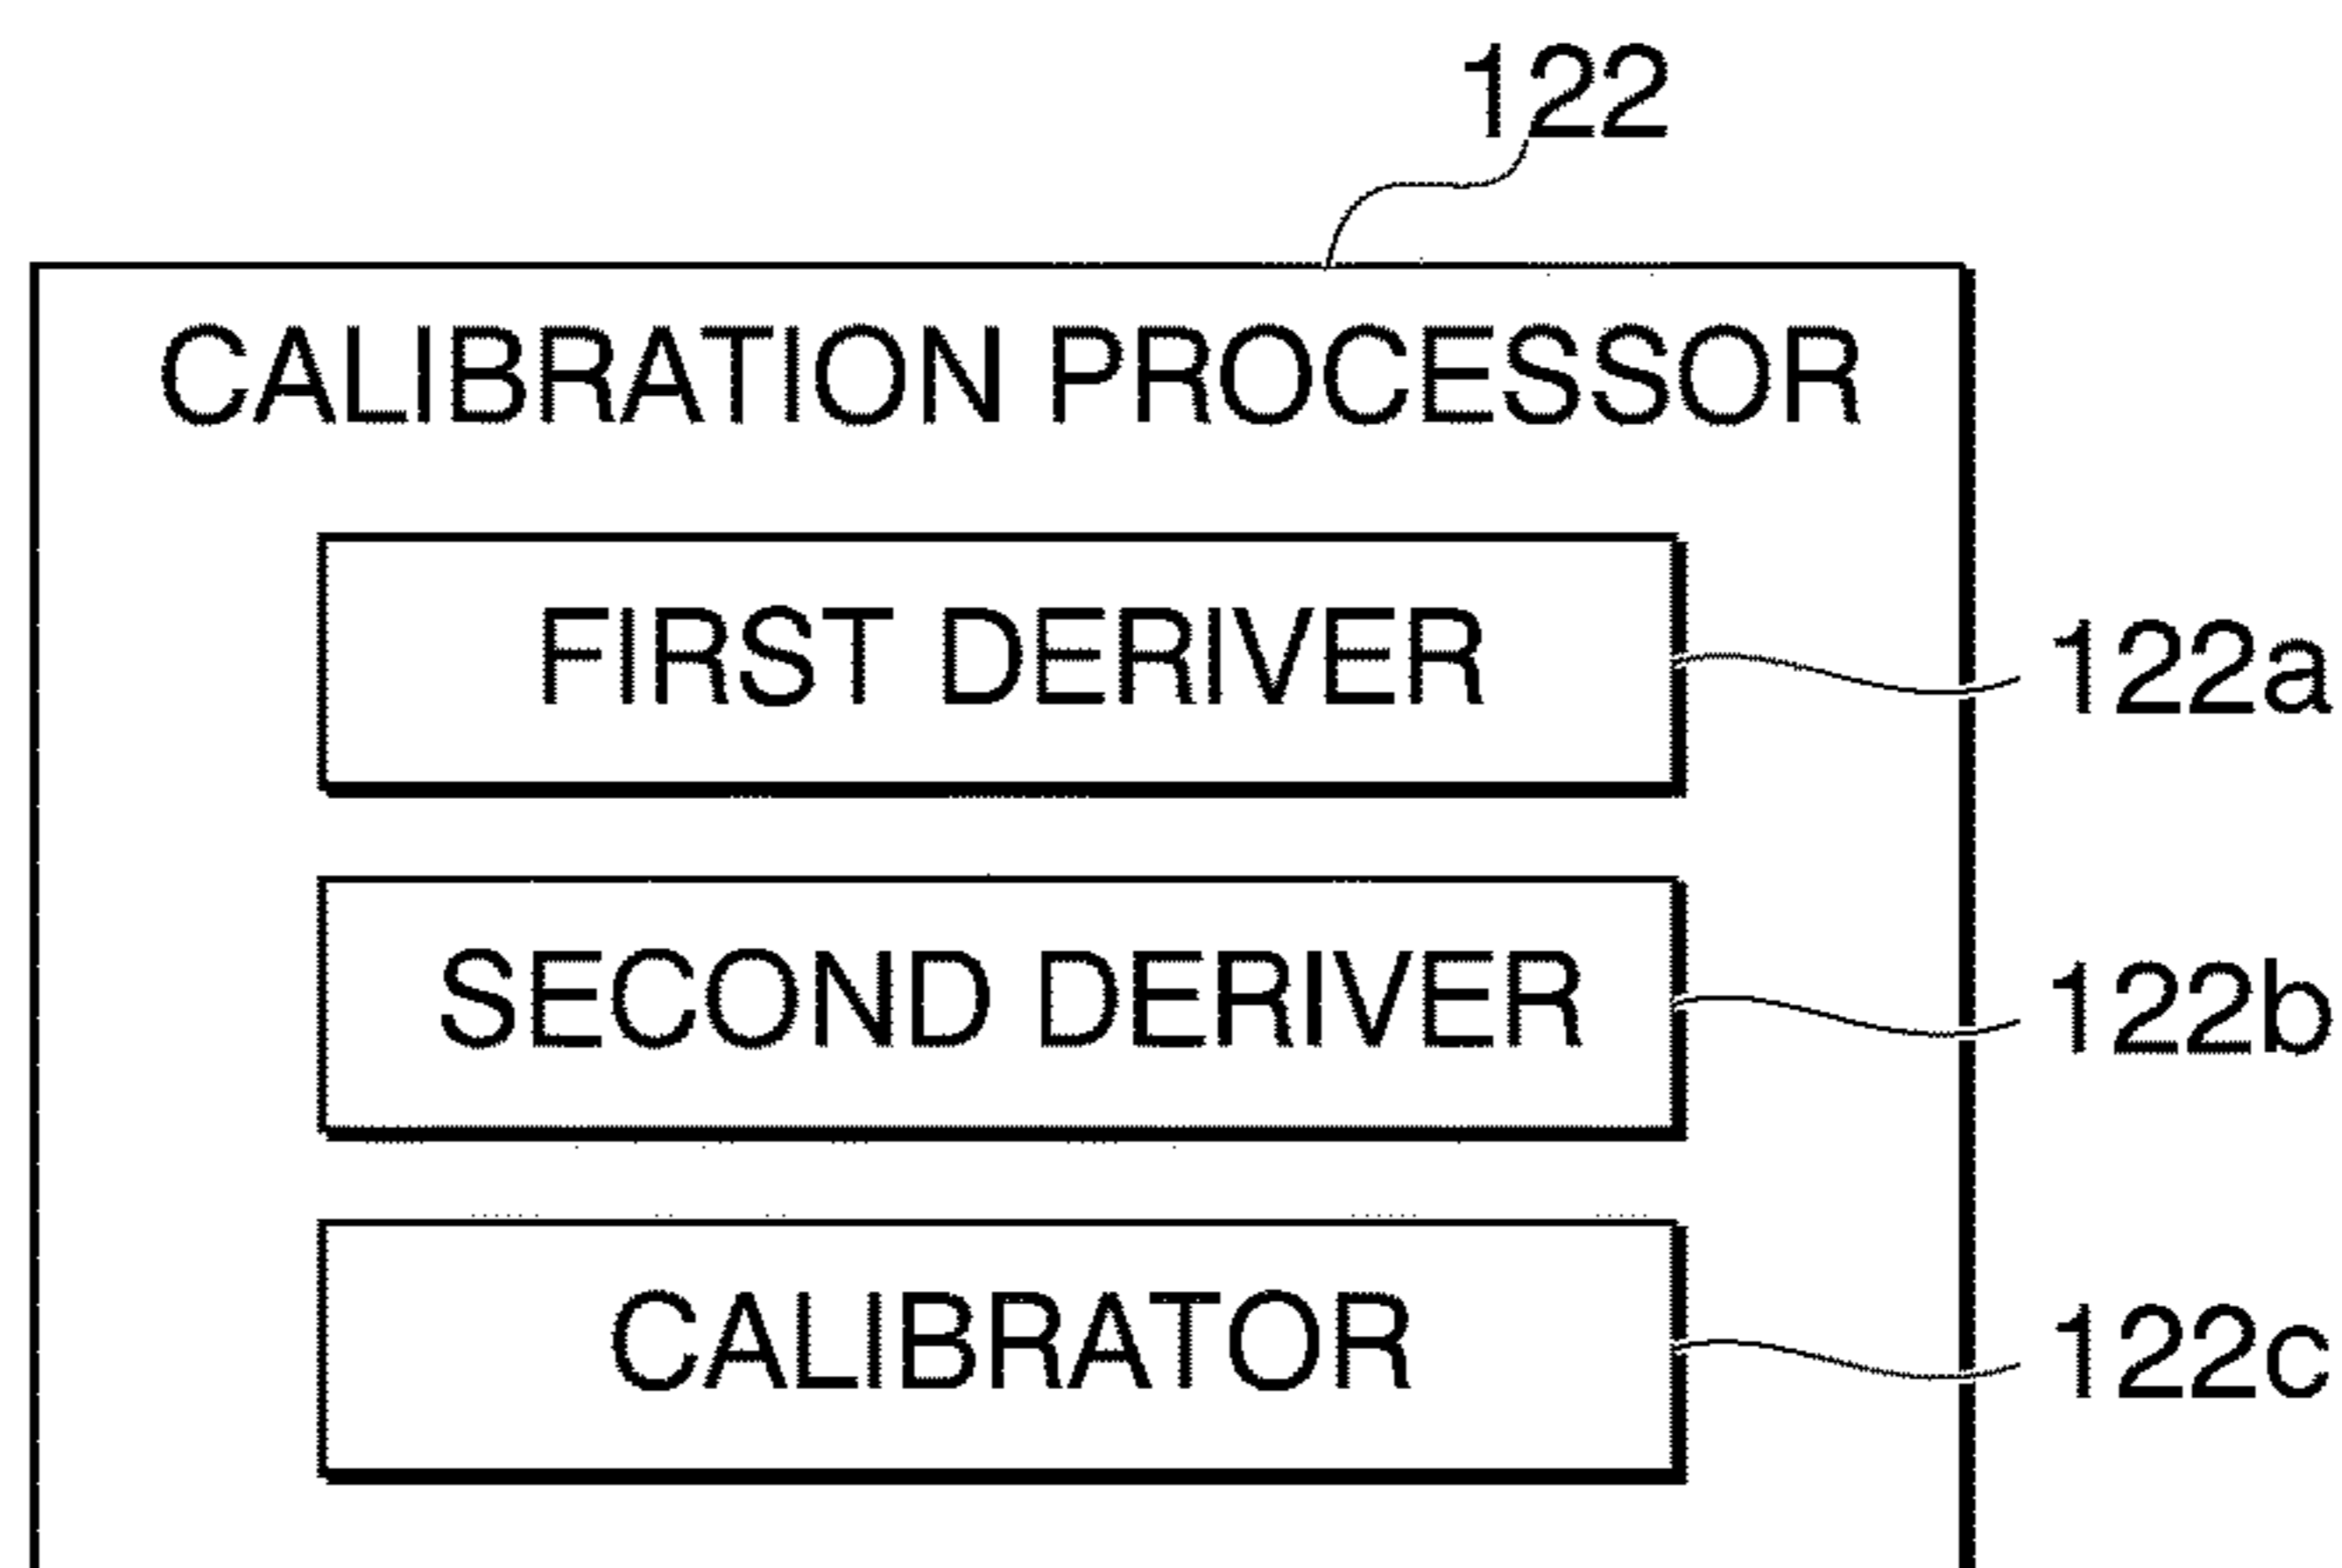 122
CALIBRATION PROCESSOR
FIRST DERIVER
122a
SECOND DERIVER
122b
CALIBRATOR
122c